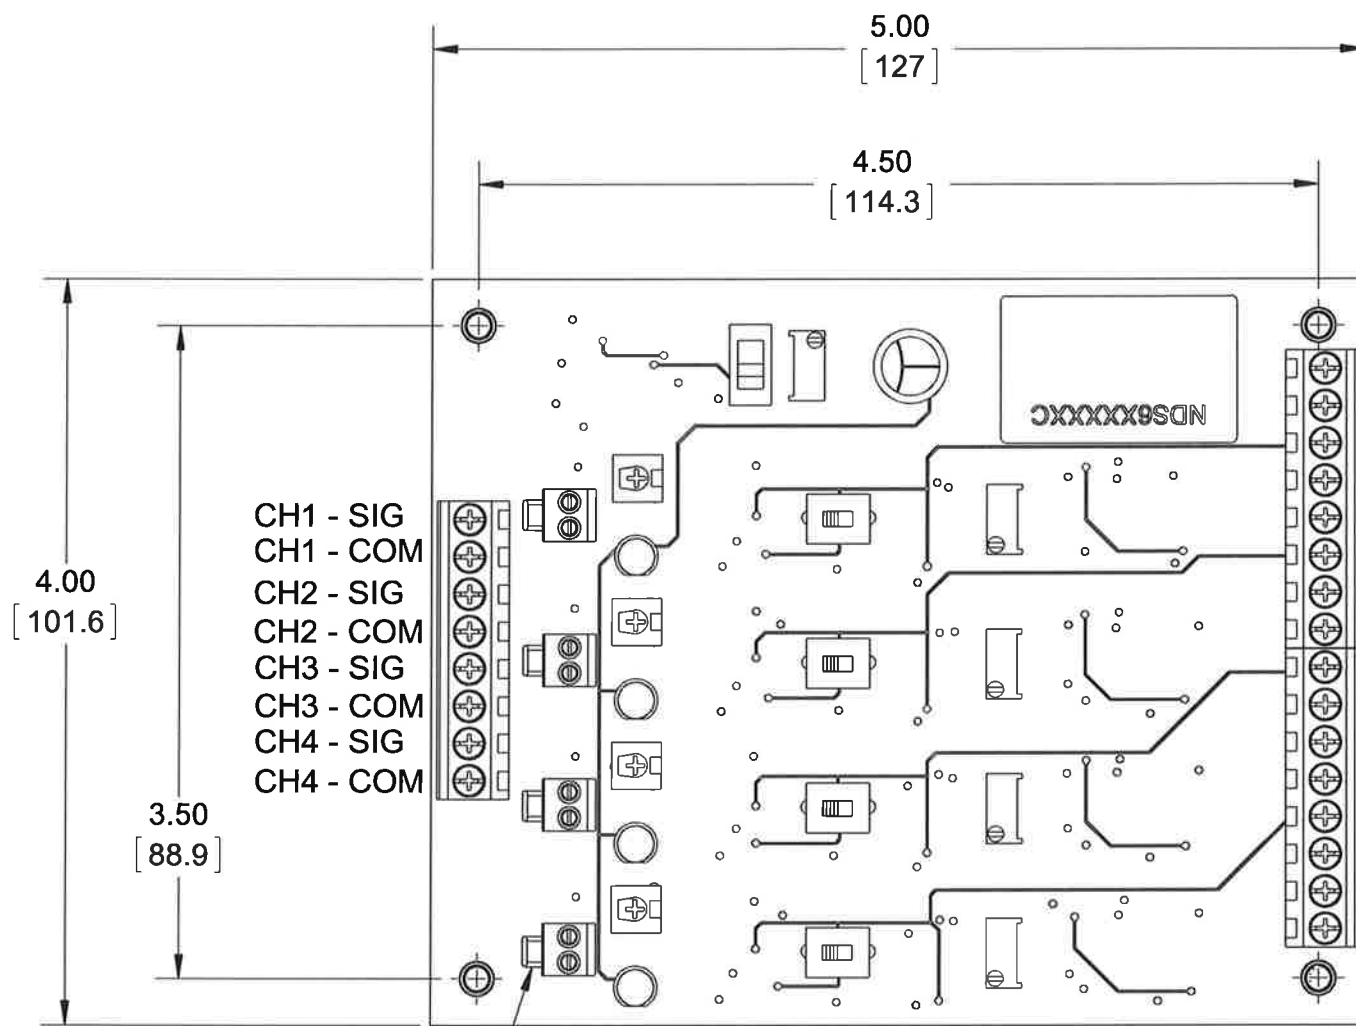 5.00
[127]
4.50
[114.3]
NDS6XXXXXC
CH1 - SIG
CH1 - COM
CH2 - SIG
CH2 - COM
CH3 - SIG
CH3 - COM
CH4 - SIG
CH4 - COM
4.00
[101.6]
3.50
[88.9]